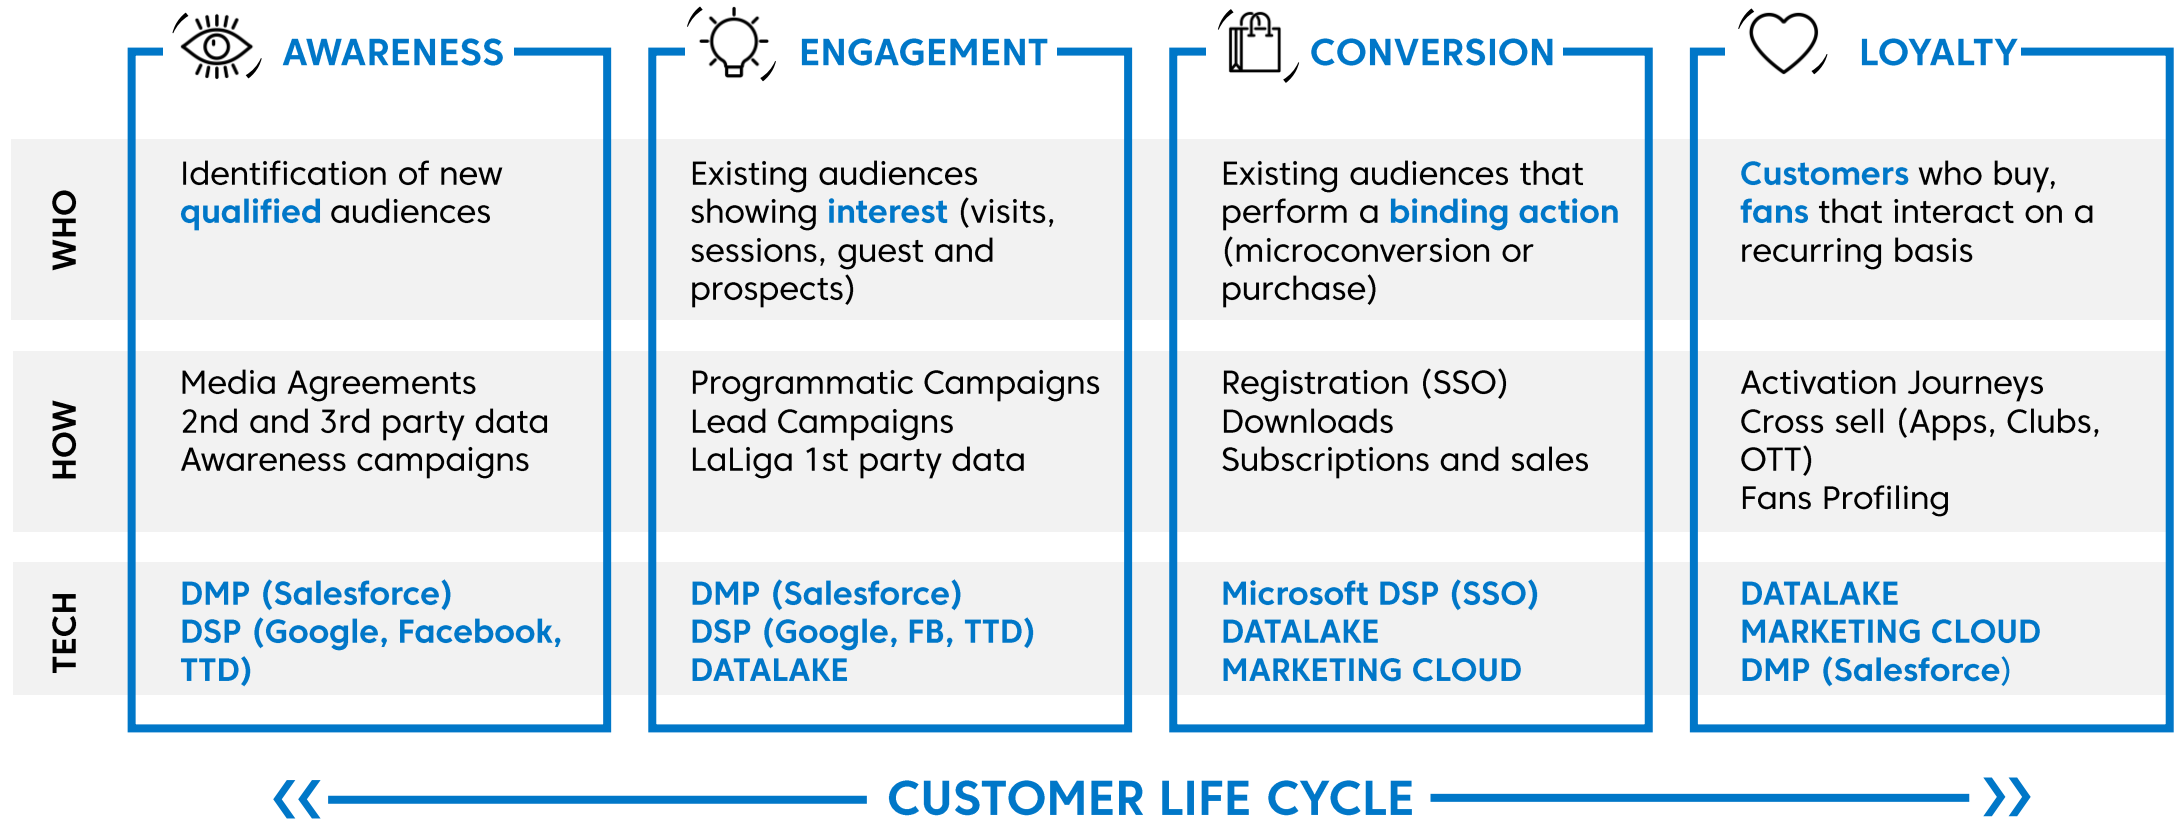 AWARENESS
ENGAGEMENT
CONVERSION
LOYALTY
WHO
Identification of new
qualified audiences
Existing audiences
showing interest (visits,
sessions, guest and
prospects)
Existing audiences that
perform a binding action
(microconversion or
purchase)
Customers who buy,
fans that interact on a
recurring basis
HOW
Media Agreements
2nd and 3rd party data
Awareness campaigns
Programmatic Campaigns
Lead Campaigns
LaLiga 1st party data
Registration (SSO)
Downloads
Subscriptions and sales
Activation Journeys
Cross sell (Apps, Clubs,
OTT)
Fans Profiling
TECH
DMP (Salesforce)
DSP (Google, Facebook,
TTD)
DMP (Salesforce)
DSP (Google, FB, TTD)
DATALAKE
Microsoft DSP (SSO)
DATALAKE
MARKETING CLOUD
DATALAKE
MARKETING CLOUD
DMP (Salesforce)
CUSTOMER LIFE CYCLE